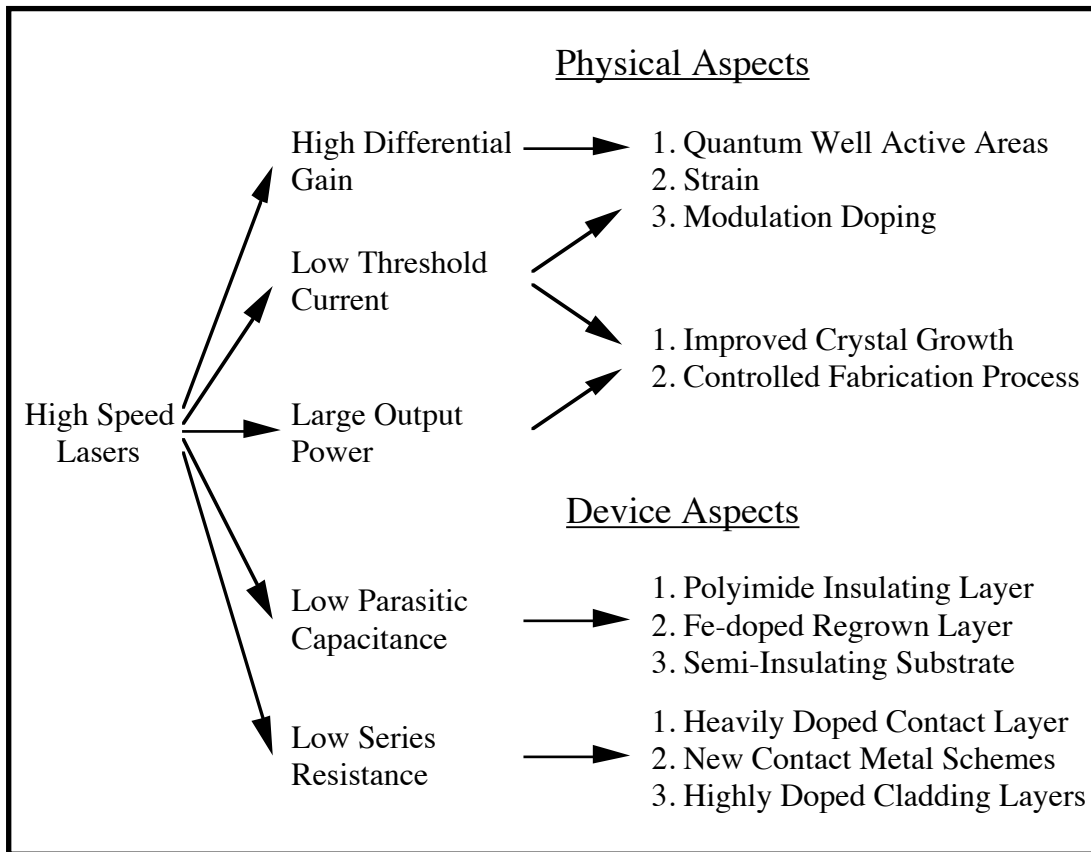 Physical Aspects
High Differential
Gain
1. Quantum Well Active Areas
2. Strain
3. Modulation Doping
Low Threshold
Current
1. Improved Crystal Growth
2. Controlled Fabrication Process
High Speed
Lasers
Large Output
Power
Device Aspects
Low Parasitic
Capacitance
1. Polyimide Insulating Layer
2. Fe-doped Regrown Layer
3. Semi-Insulating Substrate
Low Series
Resistance
1. Heavily Doped Contact Layer
2. New Contact Metal Schemes
3. Highly Doped Cladding Layers